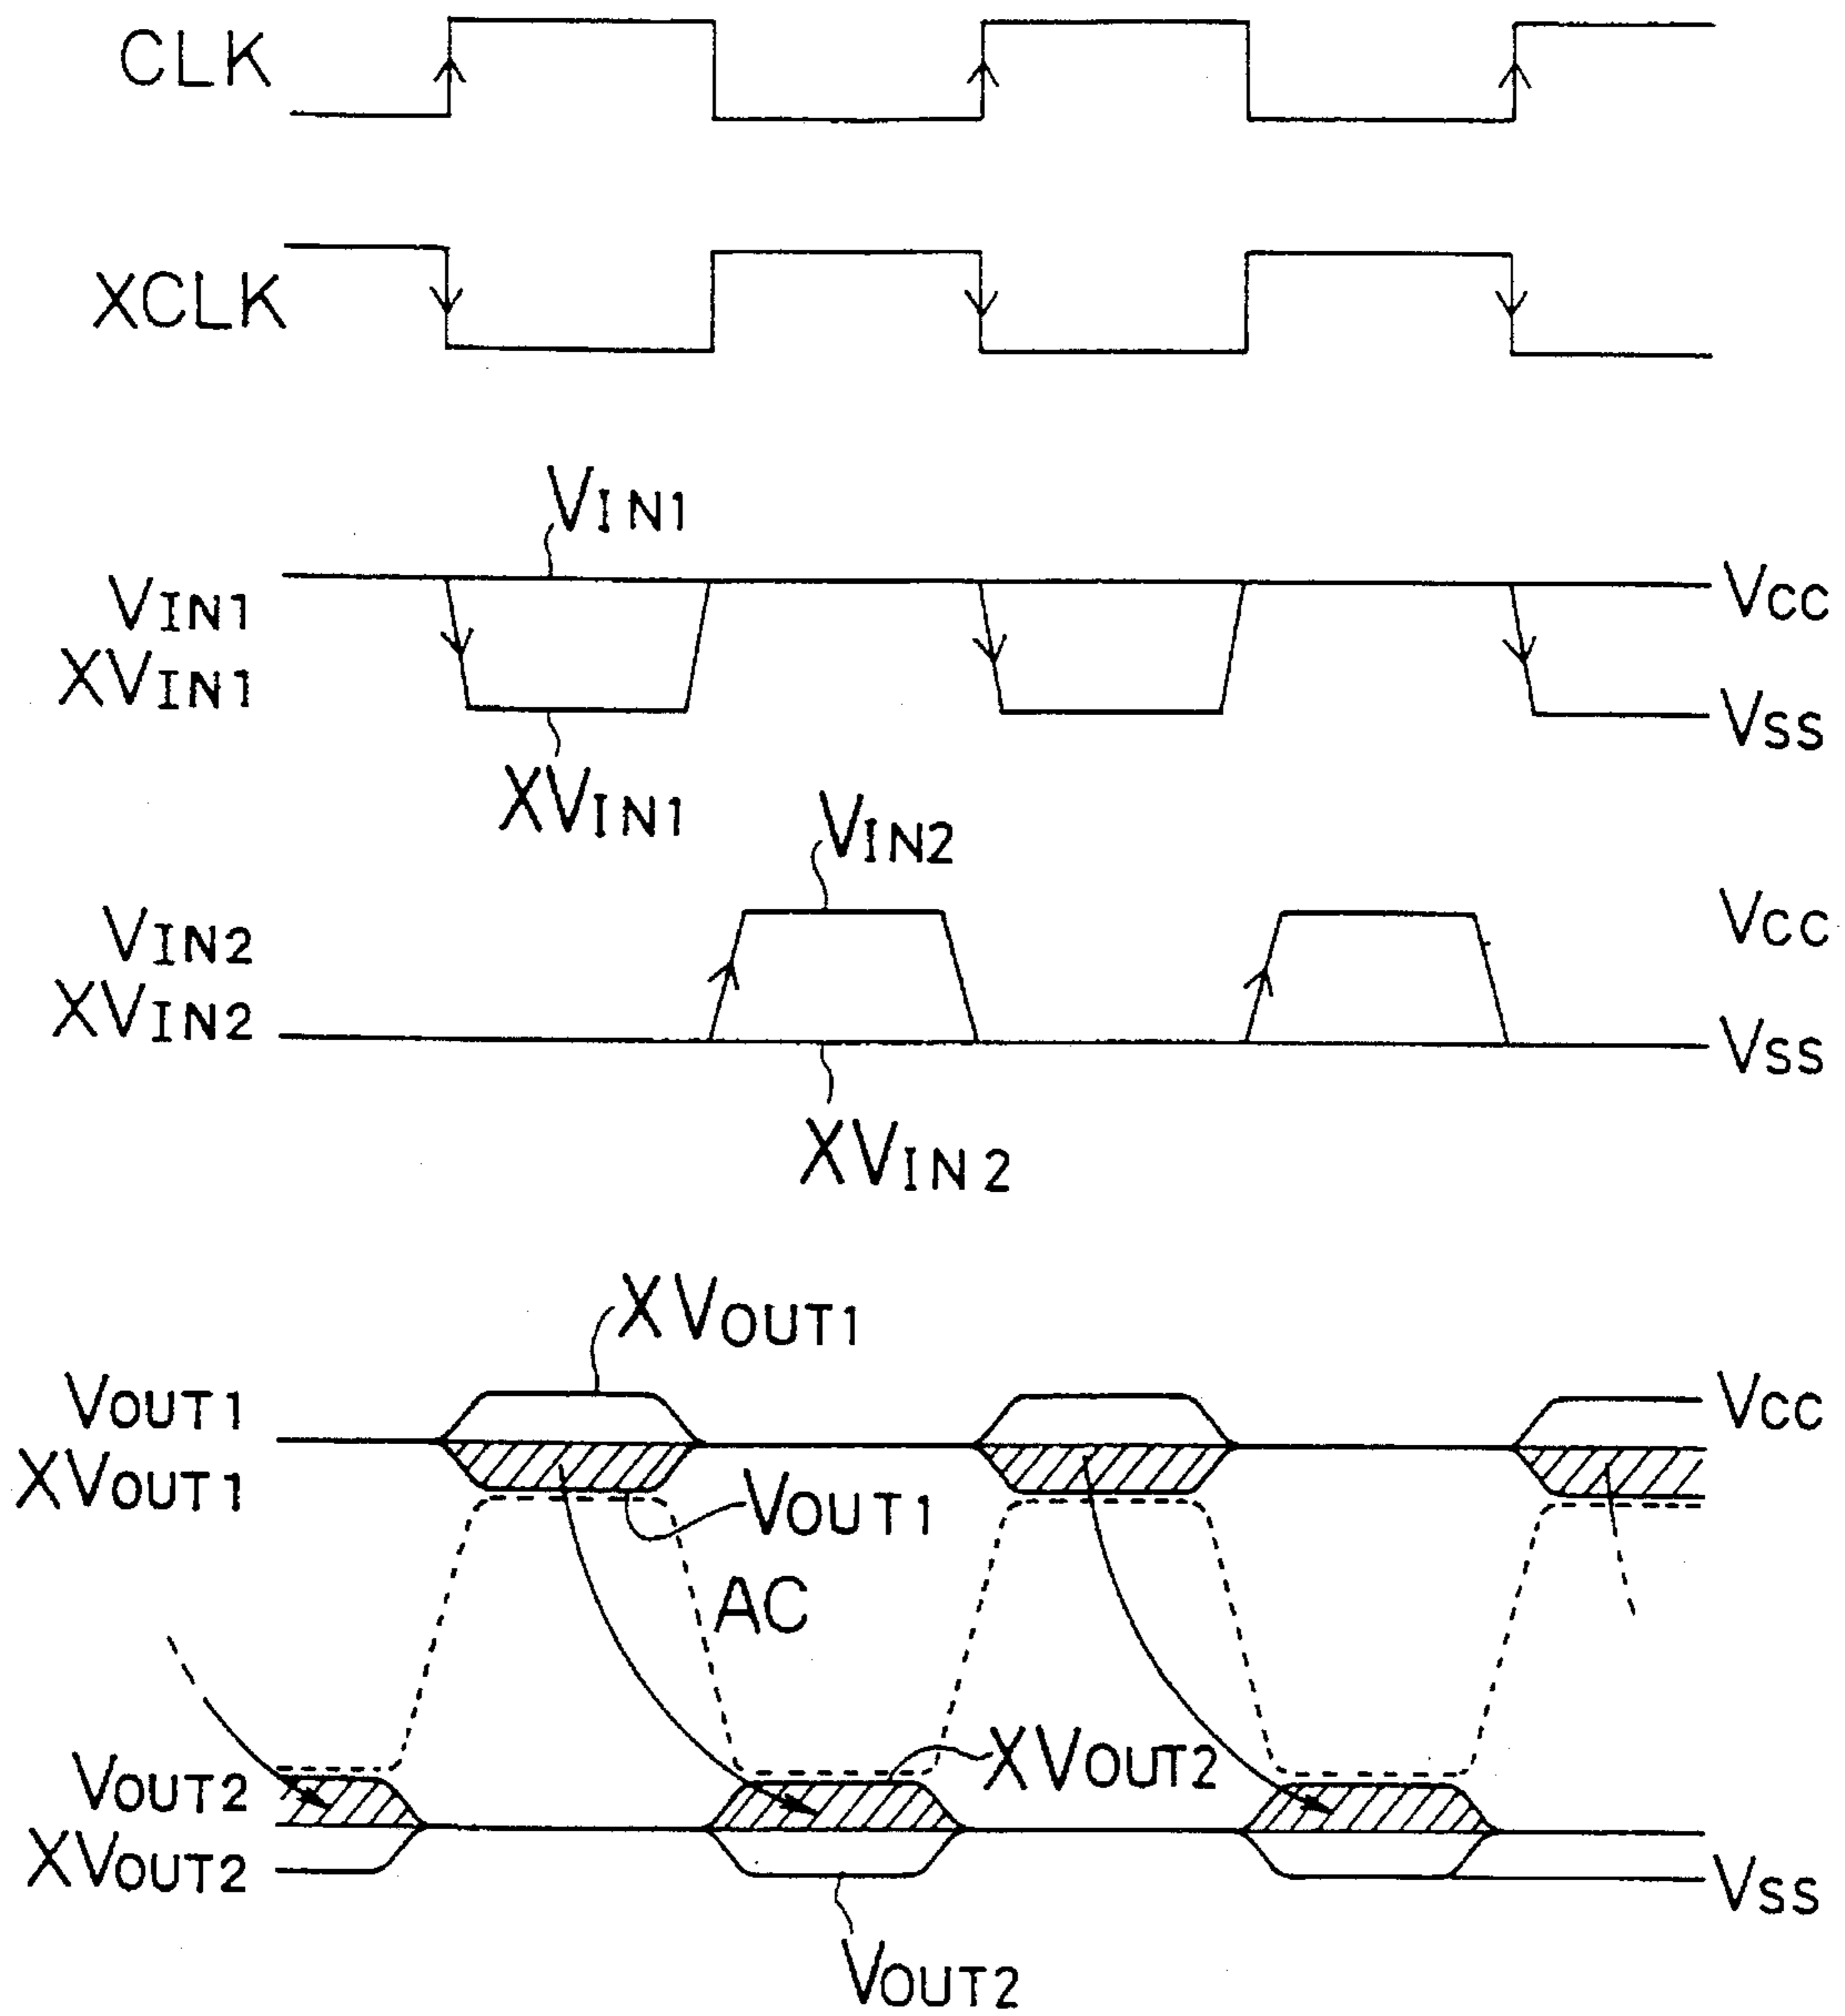 CLK
XCLK
VIN1
VIN1
XVIN1
VCC
VSS
XVIN1
VIN2
VIN2
XVIN2
VCC
VSS
XVIN2
XVOUT1
VOUT1
XVOUT1
VCC
VOUT1
AC
XVOUT2
VOUT2
XVOUT2
VSS
VOUT2